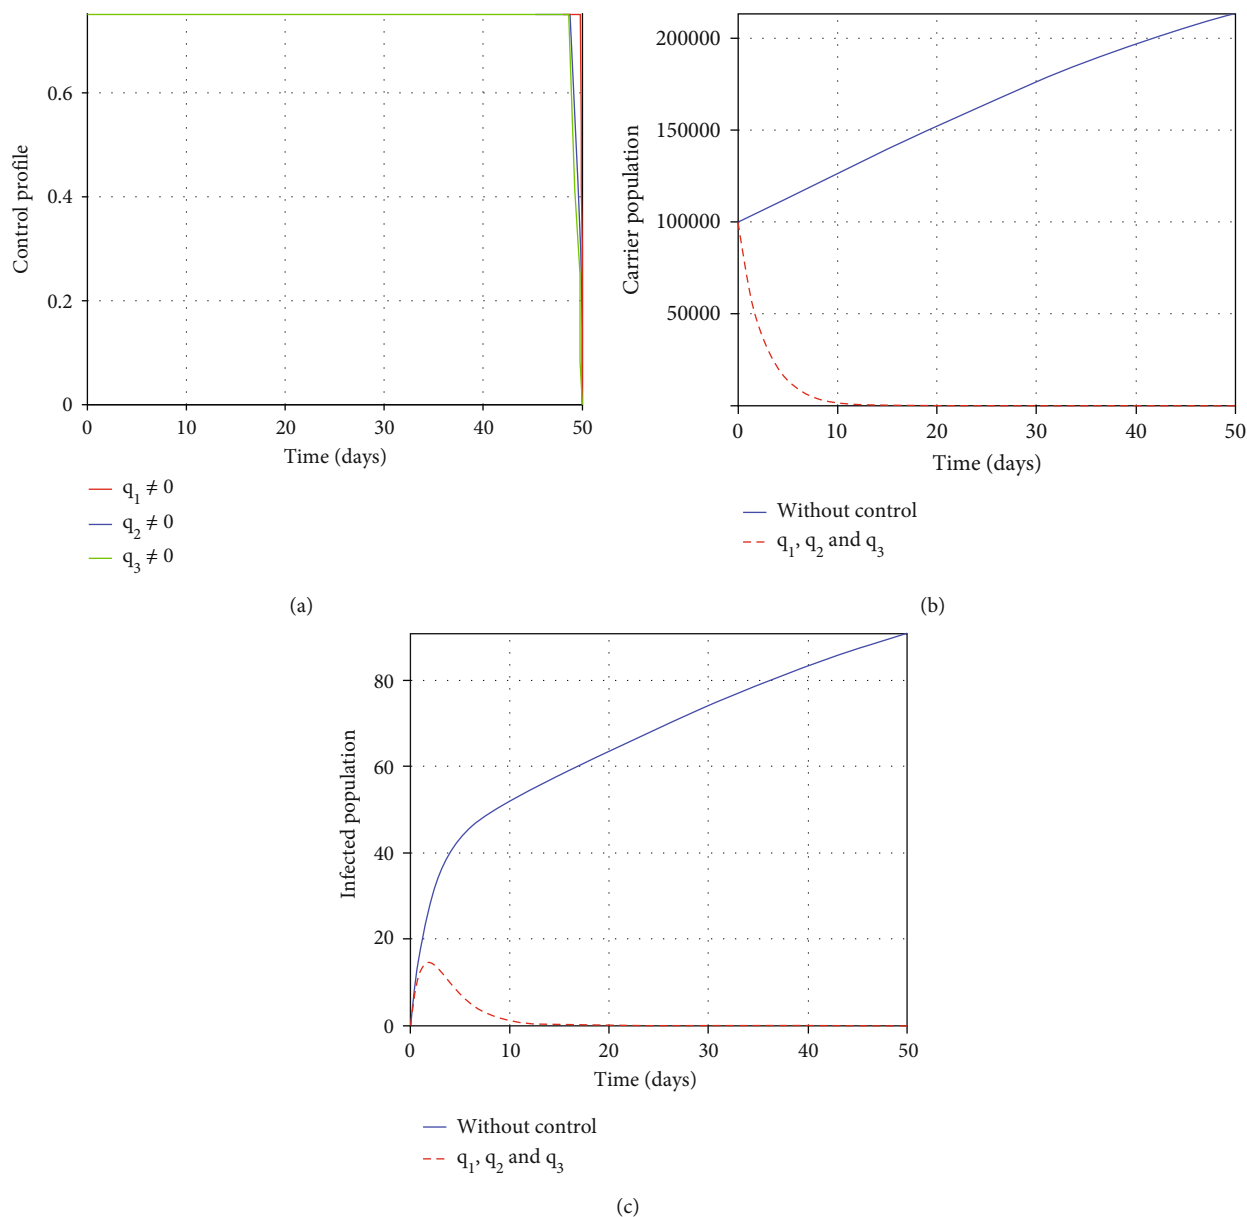 Control profile
0.6
0.4
0.2
0
0 10 20 30 40 50
Time (days)
q1 ≠ 0
q2 ≠ 0
q3 ≠ 0
(a)
Carrier population
200000
150000
100000
50000
0 10 20 30 40 50
Time (days)
Without control
q1, q2 and q3
(b)
Infected population
80
60
40
20
0
0 10 20 30 40 50
Time (days)
Without control
q1, q2 and q3
(c)